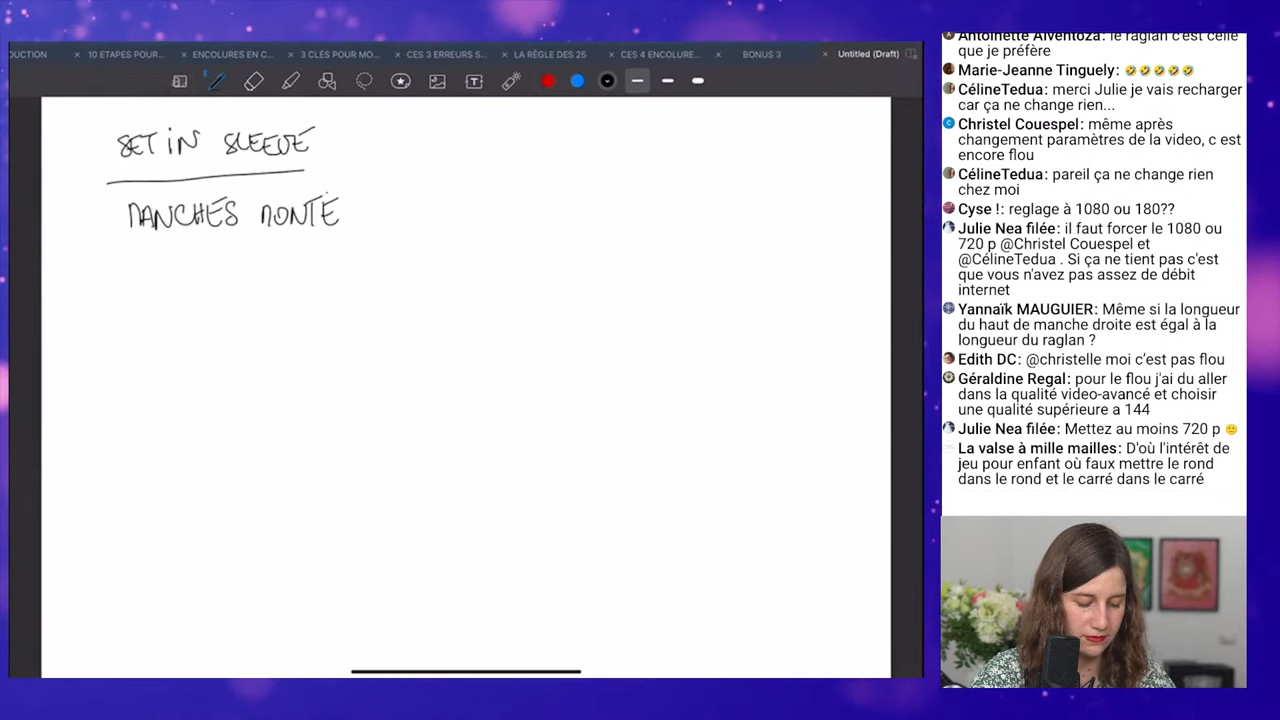 DUCTION
10 ETAPES POUR...
ENCOLURES EN C...
3 CLÉS POUR MO...
CES 3 ERREURS S...
LA RÈGLE DES 25
CES 4 ENCOLURE...
BONUS 3
Untitled (Draft)
SET IN SLEEVE
MANCHES MONTÉ
Antoinette Alventoza: le raglan c'est celle
que je préfère
Marie-Jeanne Tinguely: 🤣🤣🤣🤣🤣
CélineTedua: merci Julie je vais recharger
car ça ne change rien...
Christel Couespel: même après
changement paramètres de la video, c est
encore flou
CélineTedua: pareil ça ne change rien
chez moi
Cyse !: reglage à 1080 ou 180??
Julie Nea filée: il faut forcer le 1080 ou
720 p @Christel Couespel et
@CélineTedua . Si ça ne tient pas c'est
que vous n'avez pas assez de débit
internet
Yannaïk MAUGUIER: Même si la longueur
du haut de manche droite est égal à la
longueur du raglan ?
Edith DC: @christelle moi c'est pas flou
Géraldine Regal: pour le flou j'ai du aller
dans la qualité video-avancé et choisir
une qualité supérieure a 144
Julie Nea filée: Mettez au moins 720 p 🙂
La valse à mille mailles: D'où l'intérêt de
jeu pour enfant où faux mettre le rond
dans le rond et le carré dans le carré